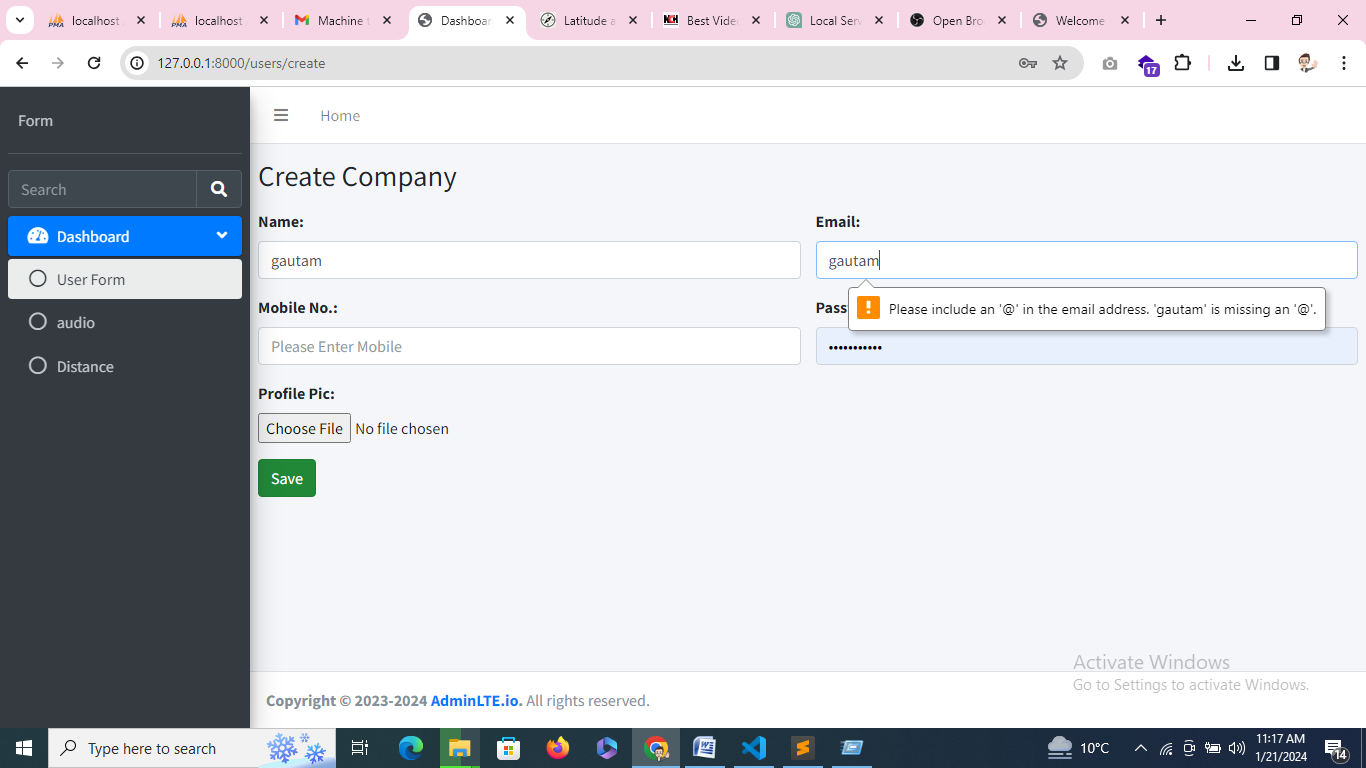 localhost
localhost
Machine
Dashboar
Latitude a
NCH
Best Vide
Local Serv
Open Bro
Welcome
127.0.0.1:8000/users/create
17
Form
Home
Search
Create Company
Dashboard
User Form
audio
Distance
Name:
Email:
gautam
gautam
Mobile No.:
Pass
Please include an '@' in the email address. 'gautam' is missing an '@'.
Please Enter Mobile
•••••••••••
Profile Pic:
Choose File No file chosen
Save
Activate Windows
Go to Settings to activate Windows.
Copyright © 2023-2024 AdminLTE.io. All rights reserved.
Type here to search
10°C
11:17 AM
1/21/2024
14